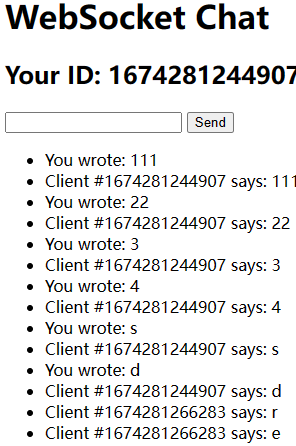 WebSocket Chat
Your ID: 1674281244907
Send
You wrote: 111
Client #1674281244907 says: 111
You wrote: 22
Client #1674281244907 says: 22
You wrote: 3
Client #1674281244907 says: 3
You wrote: 4
Client #1674281244907 says: 4
You wrote: s
Client #1674281244907 says: s
You wrote: d
Client #1674281244907 says: d
Client #1674281266283 says: r
Client #1674281266283 says: e